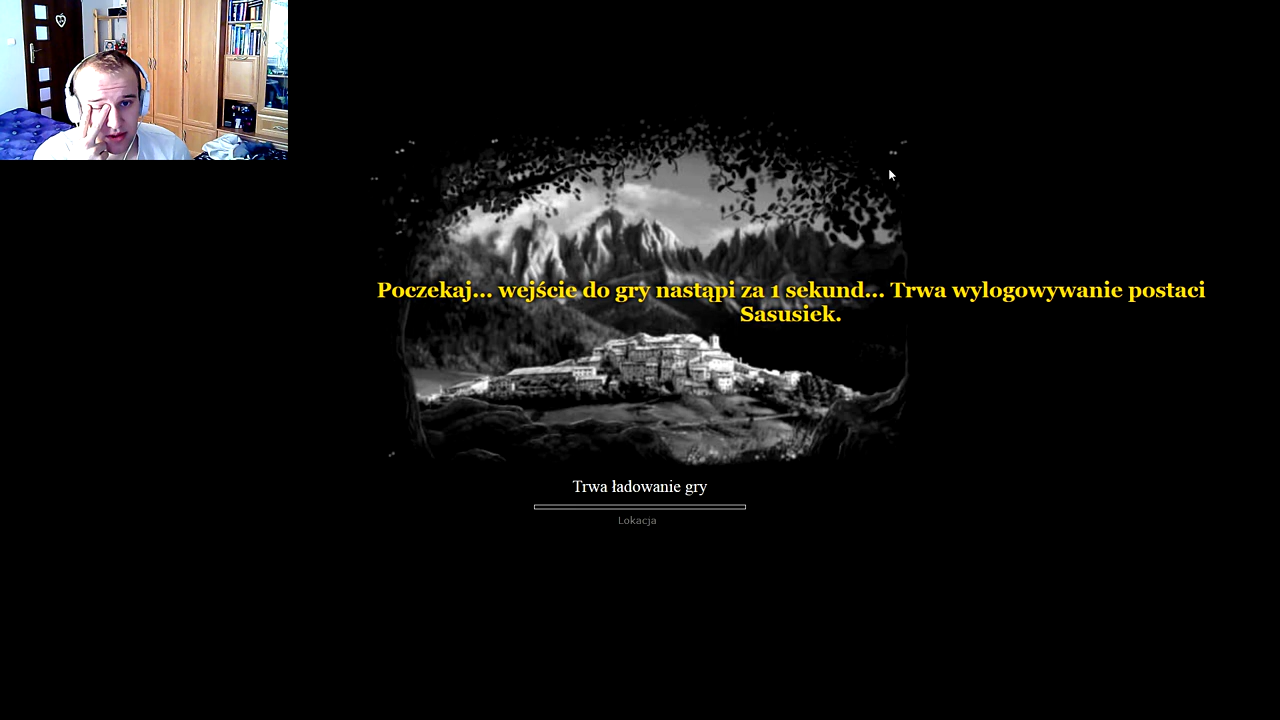 Poczekaj... wejście do gry nastąpi za 1 sekund... Trwa wylogowywanie postaci
Sasusiek.
Trwa ładowanie gry
Lokacja